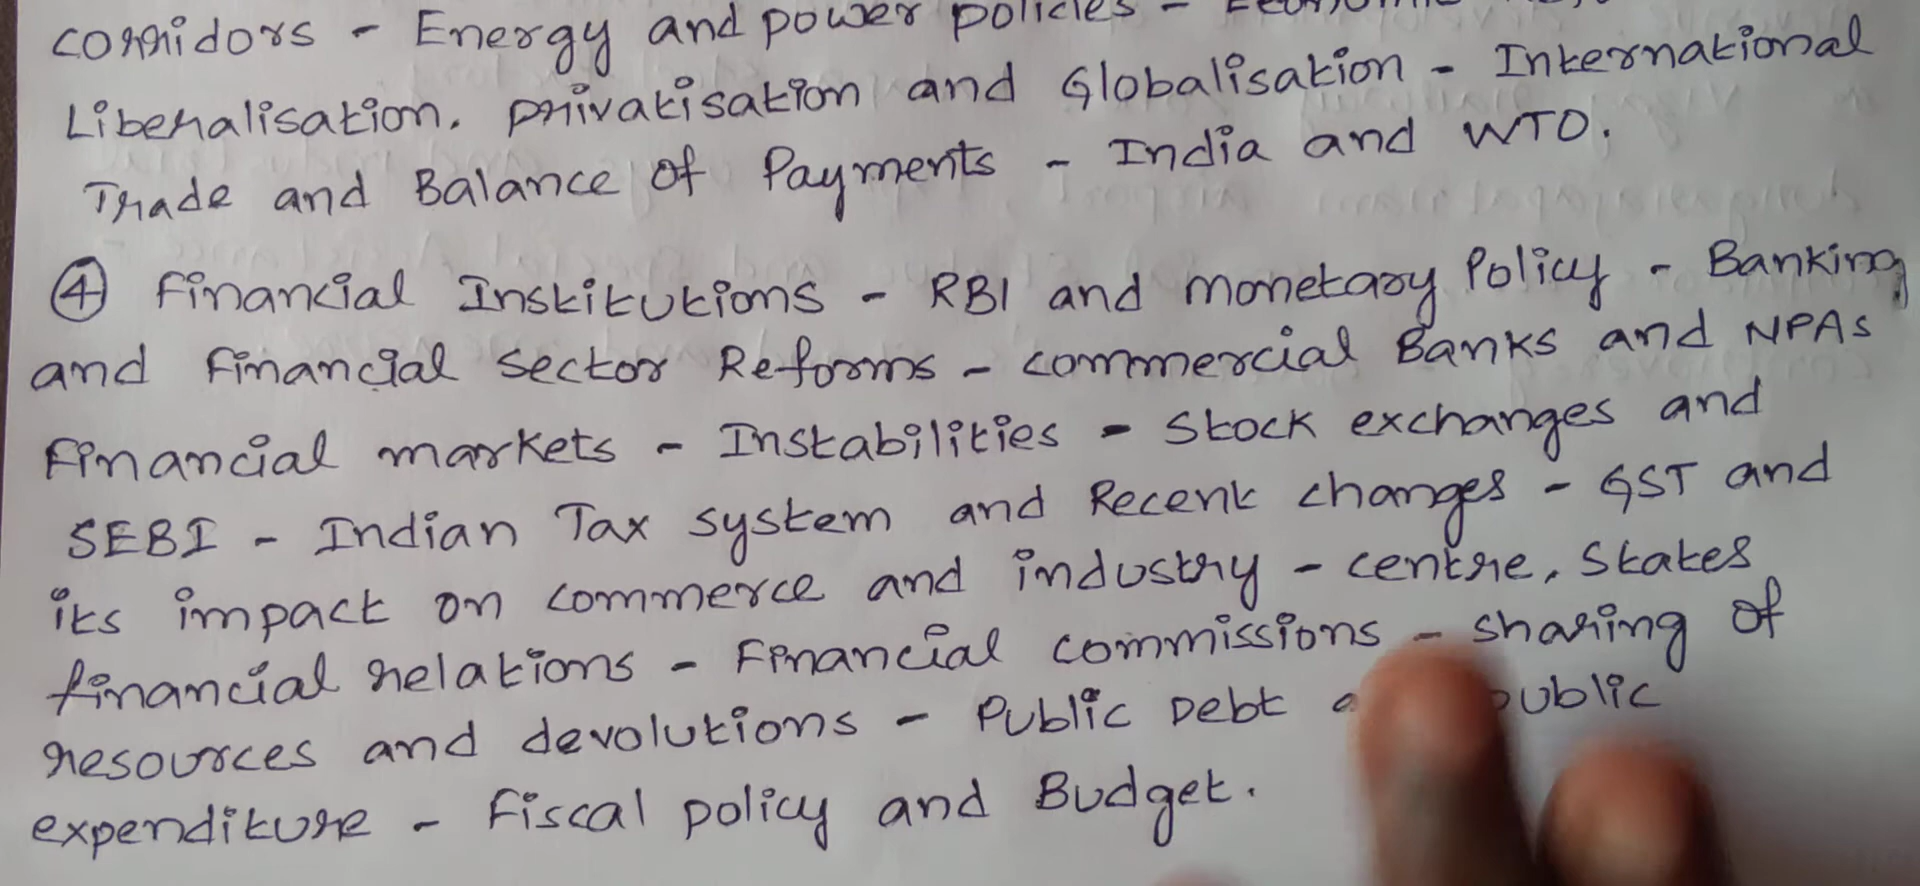 corridors - Energy and power policies -
Liberalisation, privatisation and Globalisation - International
Trade and Balance of Payments - India and WTO.
④ Financial Institutions - RBI and monetary Policy - Banking
and Financial Sector Reforms - commercial Banks and NPAs
Financial markets - Instabilities - Stock exchanges and
SEBI - Indian Tax system and Recent changes - GST and
its impact on commerce and industry - centre, States
financial relations - Financial commissions - sharing of
resources and devolutions - Public Debt public
expenditure - Fiscal policy and Budget.